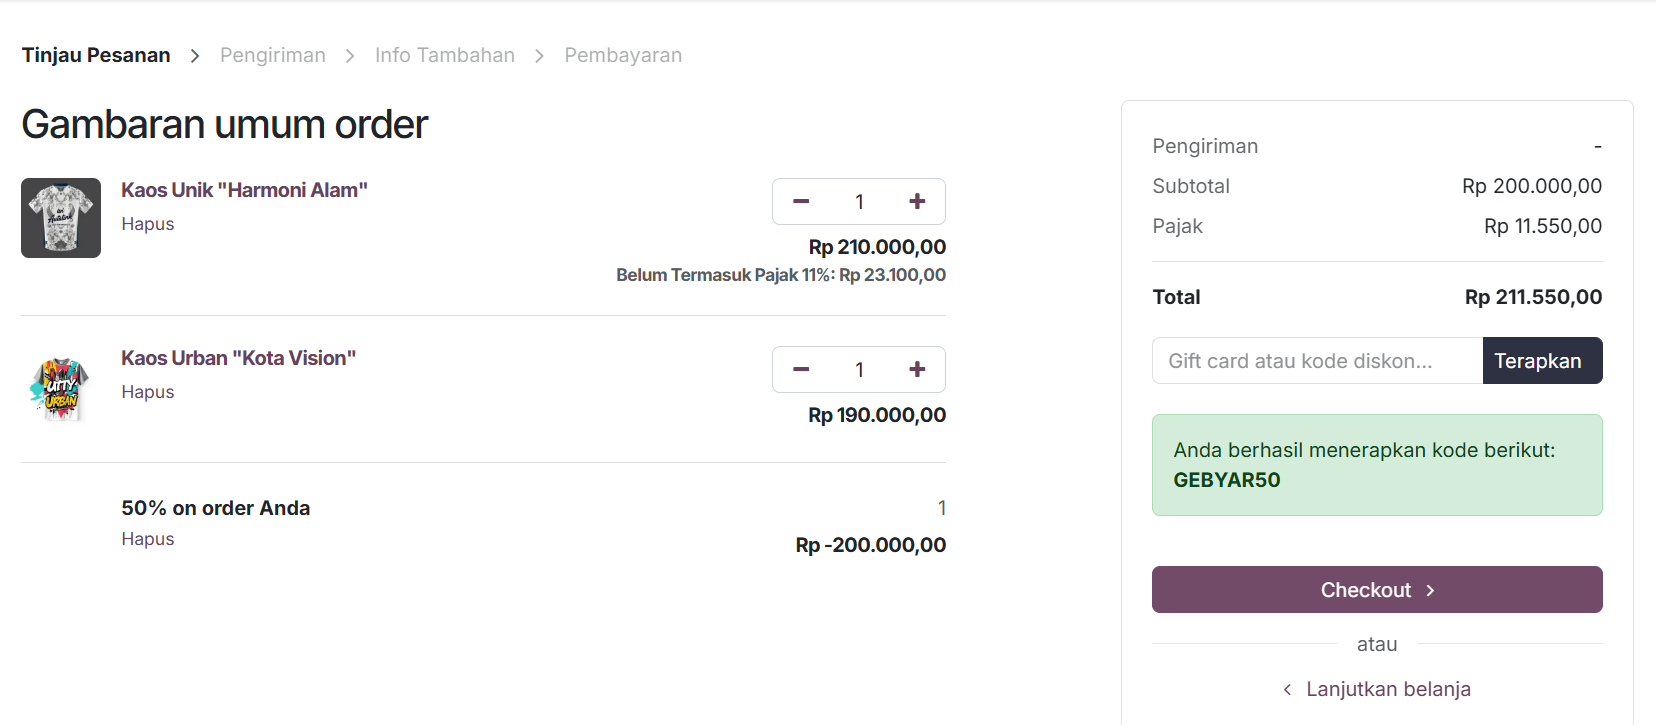 Tinjau Pesanan > Pengiriman > Info Tambahan > Pembayaran
Gambaran umum order
Kaos Unik "Harmoni Alam"
Hapus
1
Rp 210.000,00
Belum Termasuk Pajak 11%: Rp 23.100,00
Kaos Urban "Kota Vision"
Hapus
1
Rp 190.000,00
URBAN
50% on order Anda
1
Hapus
Rp -200.000,00
Pengiriman -
Subtotal Rp 200.000,00
Pajak Rp 11.550,00
Total Rp 211.550,00
Gift card atau kode diskon... Terapkan
Anda berhasil menerapkan kode berikut:
GEBYAR50
Checkout >
atau
< Lanjutkan belanja